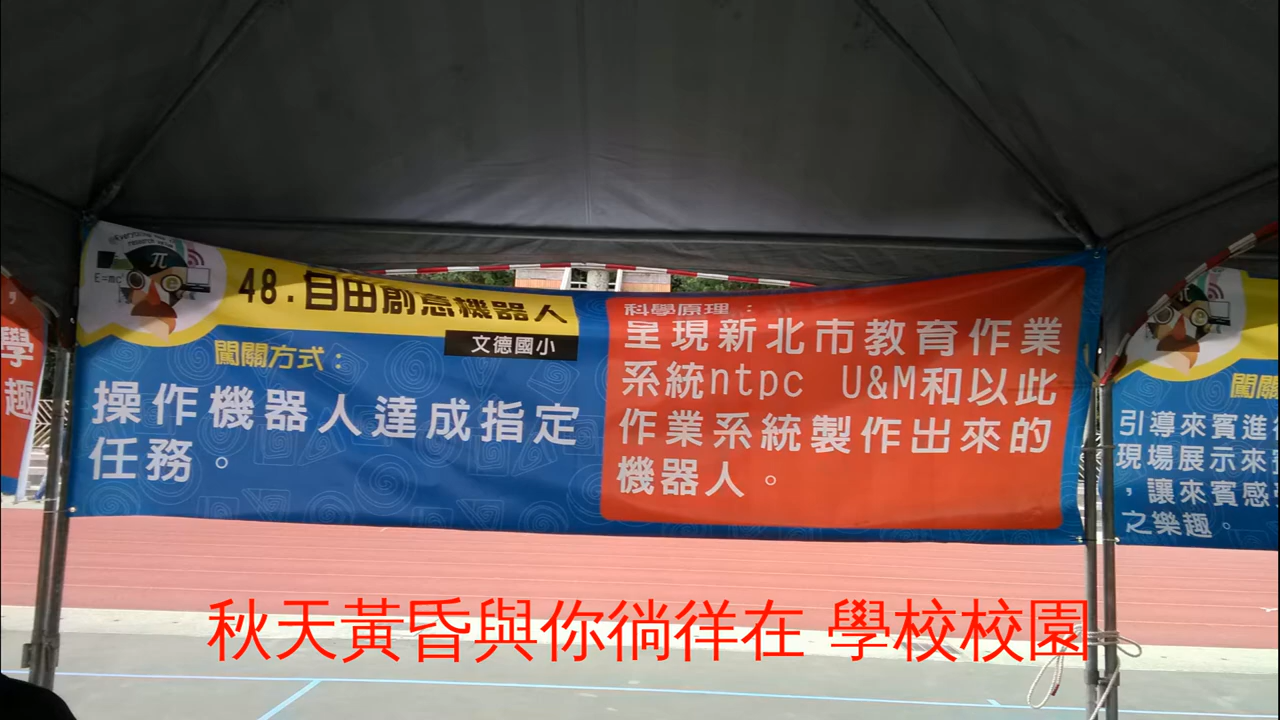 48.自由創意機器人
文德國小
闖關方式：
操作機器人達成指定
任務。
科學原理：
呈現新北市教育作業
系統ntpc U&M和以此
作業系統製作出來的
機器人。
學
趣
闖關
引導來賓進
現場展示來
，讓來賓感
之樂趣。
秋天黃昏與你徜徉在 學校校園